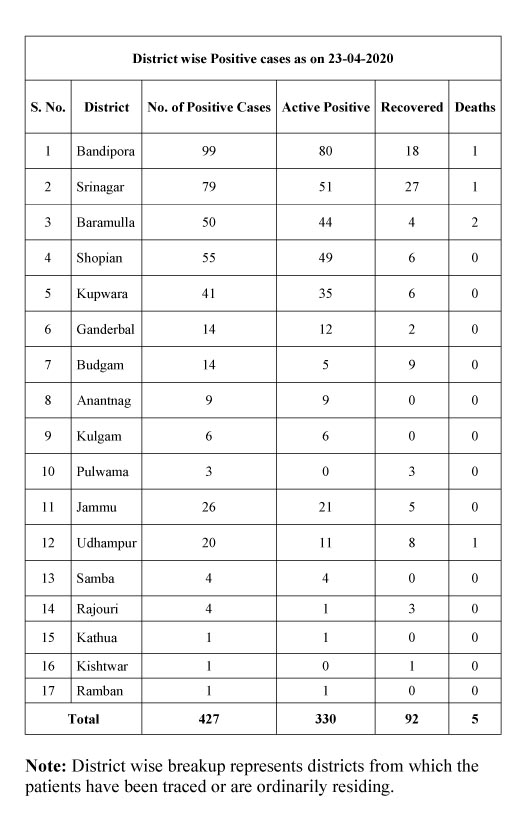 District wise Positive cases as on 23-04-2020
S. No. District No. of Positive Cases Active Positive Recovered Deaths
1 Bandipora 99 80 18 1
2 Srinagar 79 51 27 1
3 Baramulla 50 44 4 2
4 Shopian 55 49 6 0
5 Kupwara 41 35 6 0
6 Ganderbal 14 12 2 0
7 Budgam 14 5 9 0
8 Anantnag 9 9 0 0
9 Kulgam 6 6 0 0
10 Pulwama 3 0 3 0
11 Jammu 26 21 5 0
12 Udhampur 20 11 8 1
13 Samba 4 4 0 0
14 Rajouri 4 1 3 0
15 Kathua 1 1 0 0
16 Kishtwar 1 0 1 0
17 Ramban 1 1 0 0
Total 427 330 92 5
Note: District wise breakup represents districts from which the
patients have been traced or are ordinarily residing.